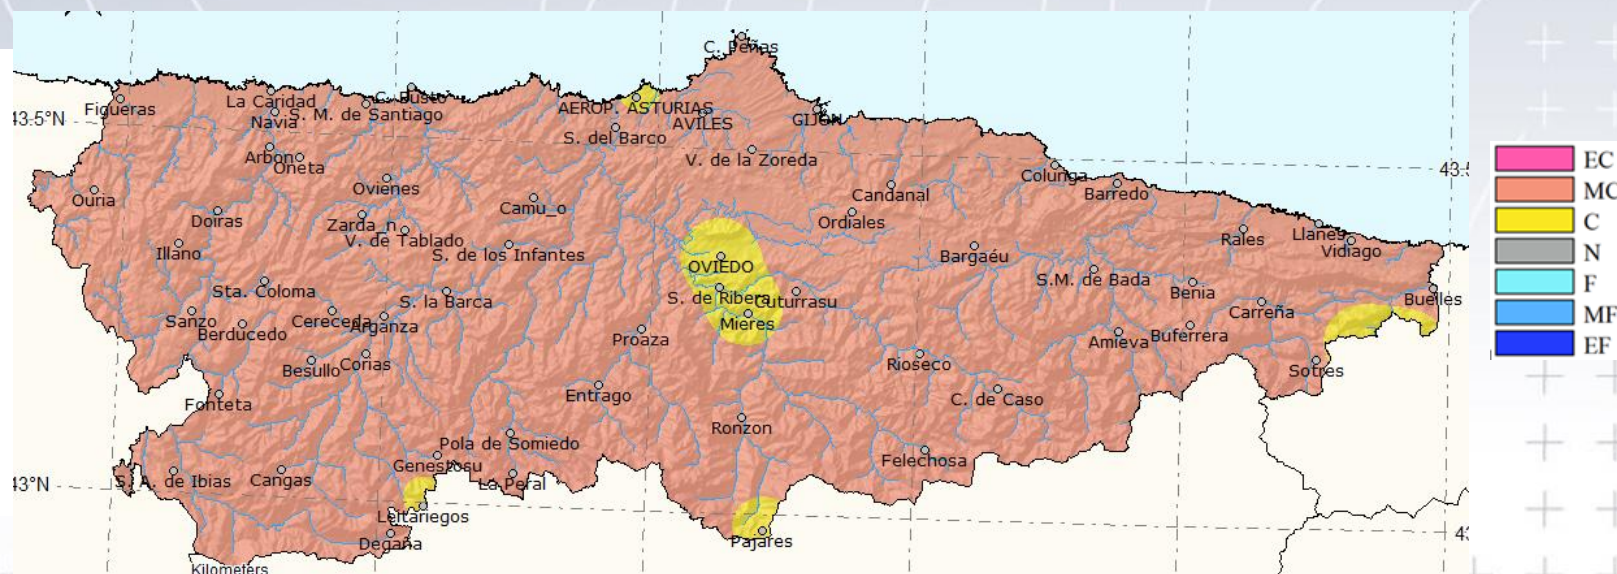 C. Peñas
Figueras
La Caridad
C. Busto
Navia
S. M. de Santiago
AEROP. ASTURIAS
AVILES
GIJON
43.5°N
S. del Barco
Arbon
Oneta
V. de la Zoreda
43.5
Ouria
Ovienes
Camu_o
Candanal
Colunga
Barredo
Doiras
Zarda_n
V. de Tablado
Ordiales
Illano
S. de los Infantes
OVIEDO
Bargaéu
Rales
Llanes
Vidiago
Sta. Coloma
S. la Barca
S. de Ribera
Cuturrasu
S.M. de Bada
Benia
Buelles
Sanzo
Berducedo
Cereceda
Arganza
Mieres
Carreña
Proaza
Amieva
Buferrera
Besullo
Corias
Rioseco
Sotres
Fonteta
Entrago
C. de Caso
Ronzon
Pola de Somiedo
Genestosu
Felechosa
43°N
S. A. de Ibias
Cangas
La Peral
Leitariegos
Degaña
Pajares
43
Kilometers
EC
MC
C
N
F
MF
EF